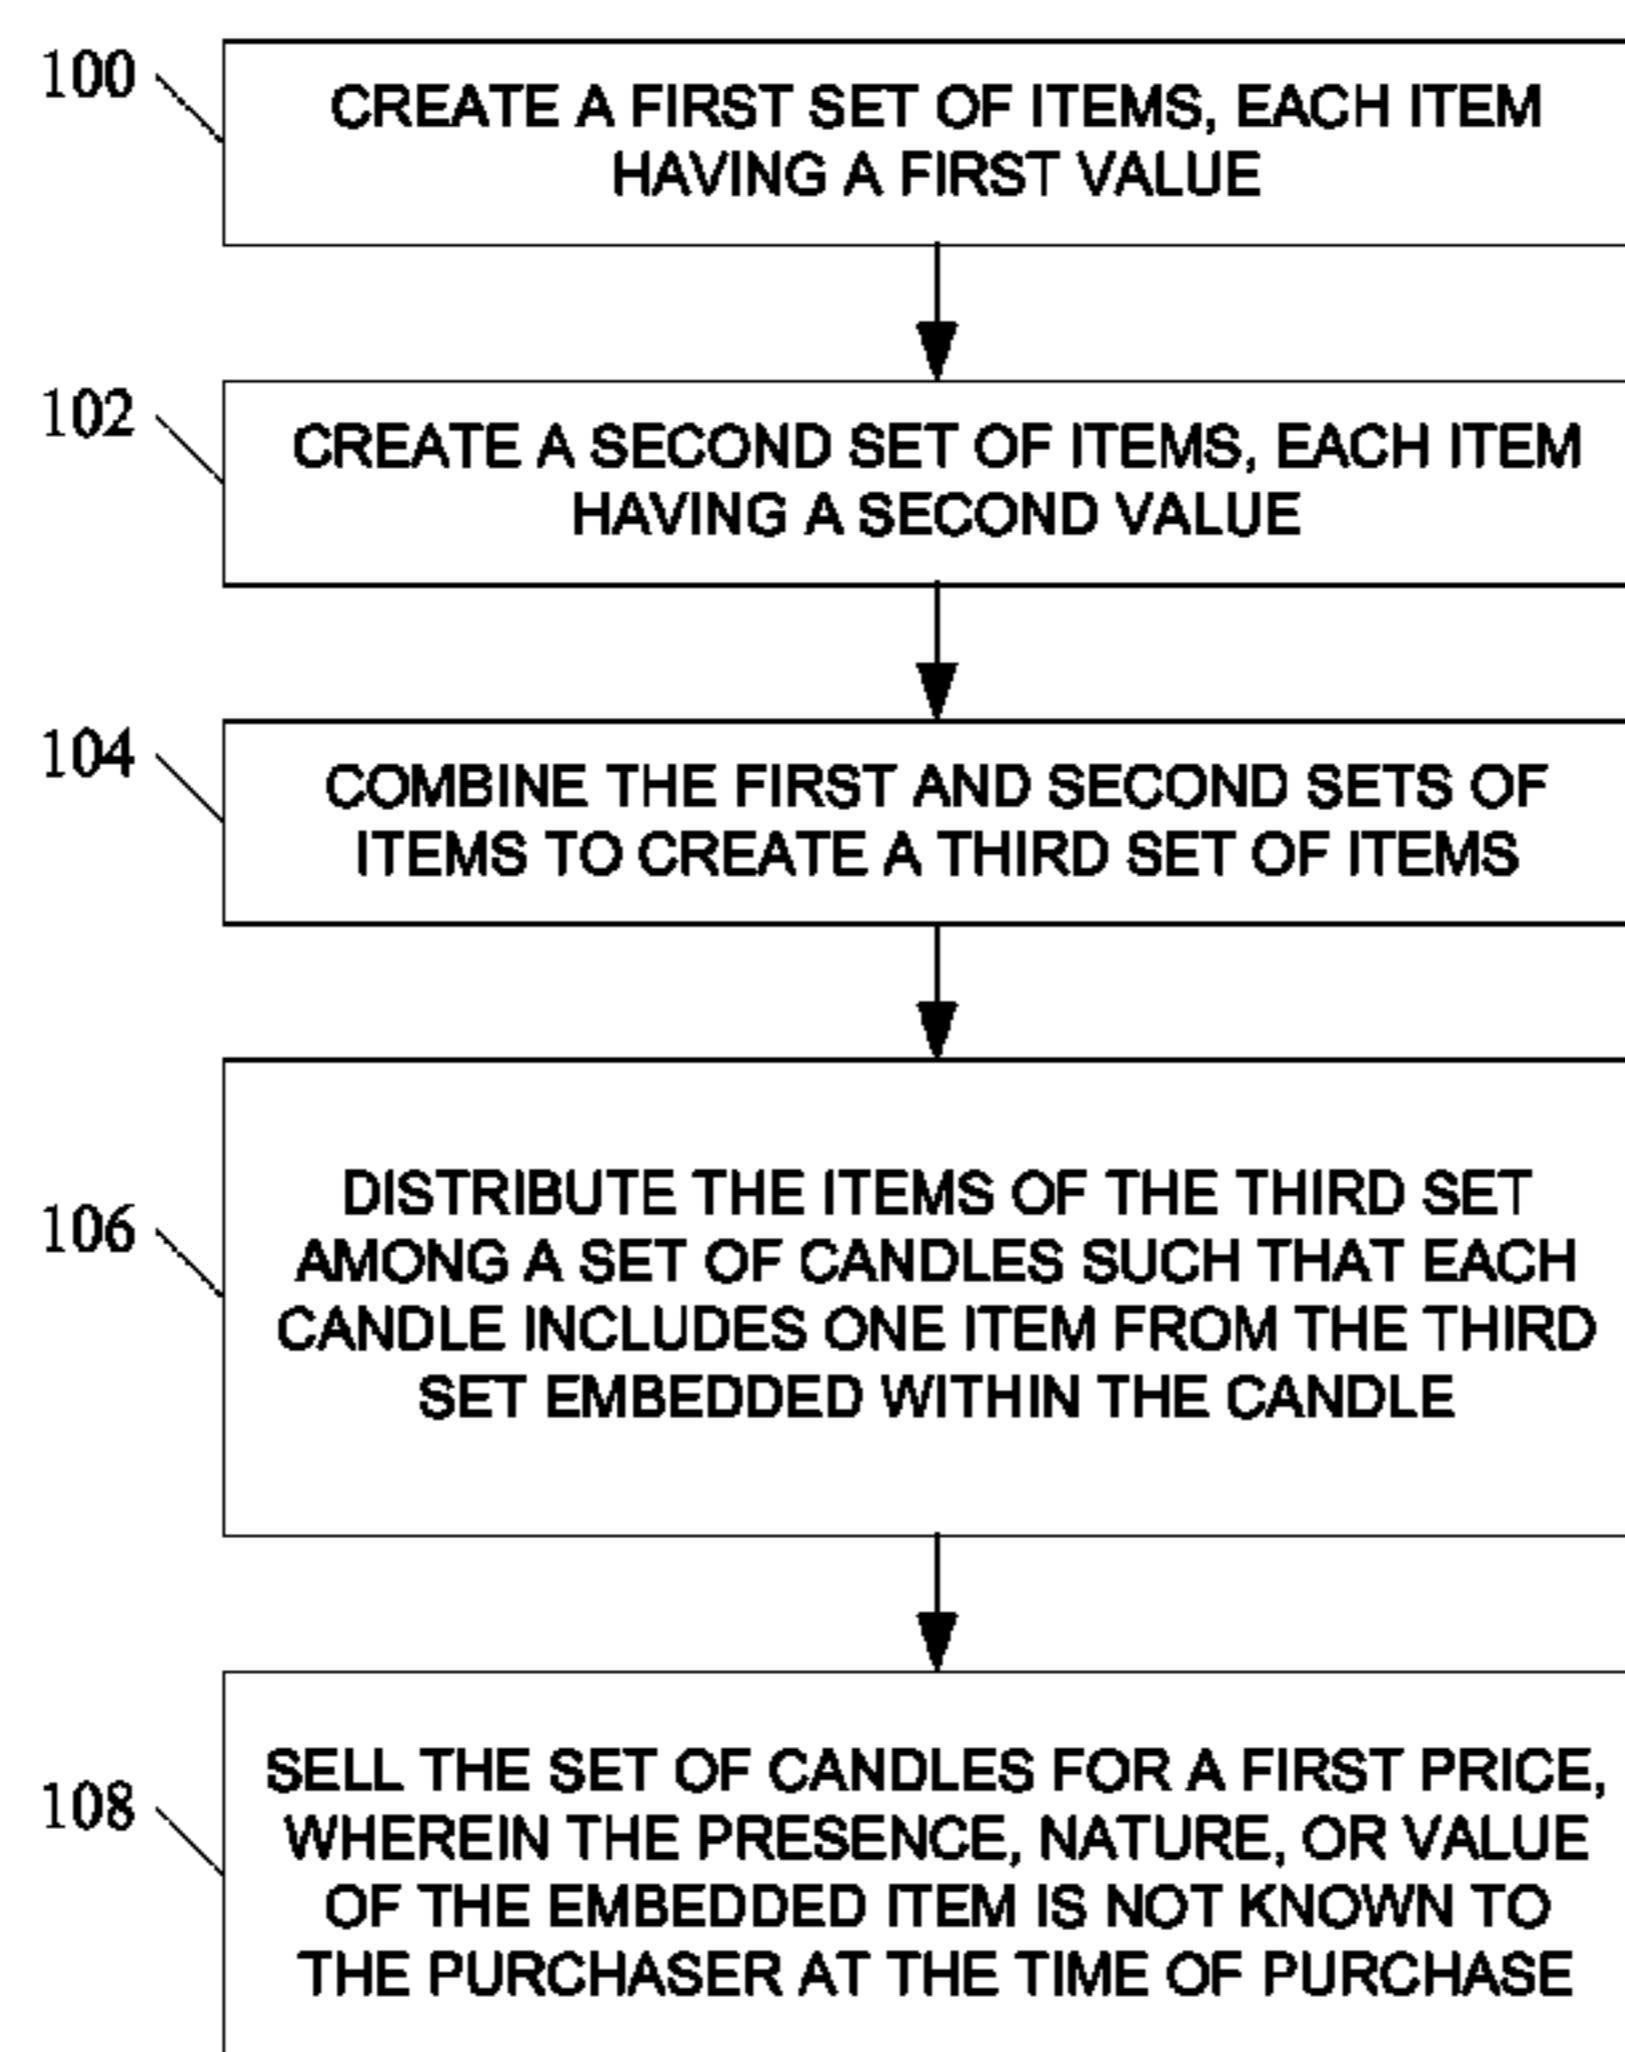 100
CREATE A FIRST SET OF ITEMS, EACH ITEM
HAVING A FIRST VALUE
102
CREATE A SECOND SET OF ITEMS, EACH ITEM
HAVING A SECOND VALUE
104
COMBINE THE FIRST AND SECOND SETS OF
ITEMS TO CREATE A THIRD SET OF ITEMS
106
DISTRIBUTE THE ITEMS OF THE THIRD SET
AMONG A SET OF CANDLES SUCH THAT EACH
CANDLE INCLUDES ONE ITEM FROM THE THIRD
SET EMBEDDED WITHIN THE CANDLE
108
SELL THE SET OF CANDLES FOR A FIRST PRICE,
WHEREIN THE PRESENCE, NATURE, OR VALUE
OF THE EMBEDDED ITEM IS NOT KNOWN TO
THE PURCHASER AT THE TIME OF PURCHASE